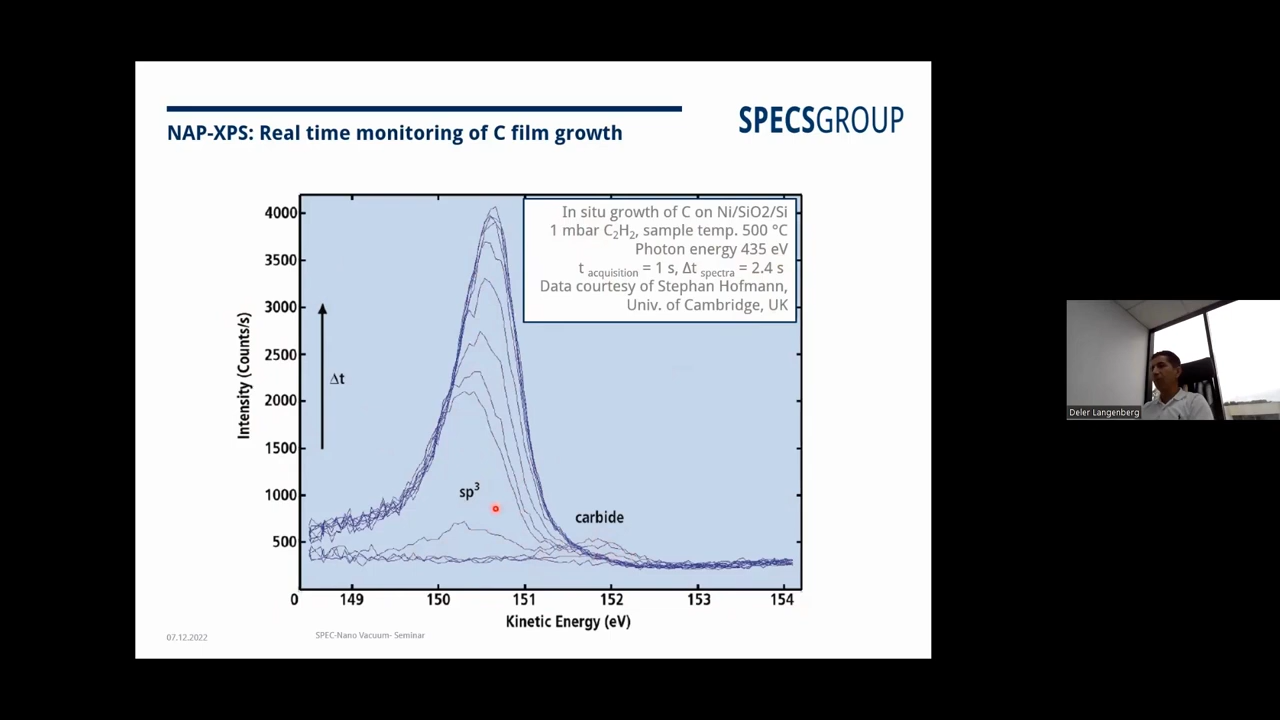 SPECSGROUP
NAP-XPS: Real time monitoring of C film growth
In situ growth of C on Ni/SiO2/Si
1 mbar C₂H₂, sample temp. 500 °C
Photon energy 435 eV
t acquisition = 1 s, Δt spectra = 2.4 s
Data courtesy of Stephan Hofmann,
Univ. of Cambridge, UK
Intensity (Counts/s)
4000
3500
3000
2500
2000
1500
1000
500
Δt
sp³
carbide
0 149 150 151 152 153 154
Kinetic Energy (eV)
07.12.2022
SPEC-Nano Vacuum- Seminar
Deler Langenberg